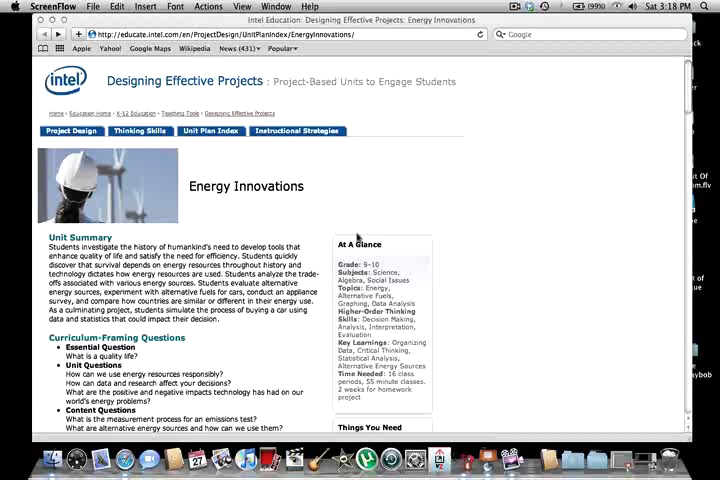 ScreenFlow File Edit Insert Font Actions Arrange View Window Help (99%) Sat 3:18 PM
Intel Education: Designing Effective Projects: Energy Innovations
http://educate.intel.com/en/ProjectDesign/UnitPlanIndex/EnergyInnovations/ Google
Apple Yahoo! Google Maps Wikipedia News (431) Popular
intel Designing Effective Projects : Project-Based Units to Engage Students
Home › Education Home › K-12 Education › Teaching Tools › Designing Effective Projects
Project Design Thinking Skills Unit Plan Index Instructional Strategies
Energy Innovations
Unit Summary
Students investigate the history of humankind's need to develop tools that
enhance quality of life and satisfy the need for efficiency. Students quickly
discover that survival depends on energy resources throughout history and
technology dictates how energy resources are used. Students analyze the trade-
offs associated with various energy sources. Students evaluate alternative
energy sources, experiment with alternative fuels for cars, conduct an appliance
survey, and compare how countries are similar or different in their energy use.
As a culminating project, students simulate the process of buying a car using
data and statistics that could impact their decision.
Curriculum-Framing Questions
• Essential Question
What is a quality life?
• Unit Questions
How can we use energy resources responsibly?
How can data and research affect your decisions?
What are the positive and negative impacts technology has had on our
world's energy problems?
• Content Questions
What is the measurement process for an emissions test?
What are alternative energy sources and how can we use them?
At A Glance
Grade: 9-10
Subjects: Science,
Algebra, Social Issues
Topics: Energy,
Alternative Fuels,
Graphing, Data Analysis
Higher-Order Thinking
Skills: Decision Making,
Analysis, Interpretation,
Evaluation
Key Learnings: Organizing
Data, Critical Thinking,
Statistical Analysis,
Alternative Energy Sources
Time Needed: 16 class
periods, 55 minute classes.
2 weeks for homework
project
Things You Need